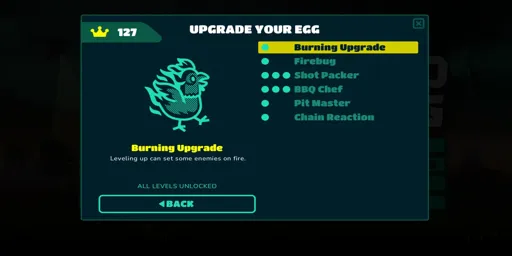 127
UPGRADE YOUR EGG
Burning Upgrade
Firebug
Shot Packer
BBQ Chef
Pit Master
Chain Reaction
Burning Upgrade
Leveling up can set some enemies on fire.
ALL LEVELS UNLOCKED
BACK